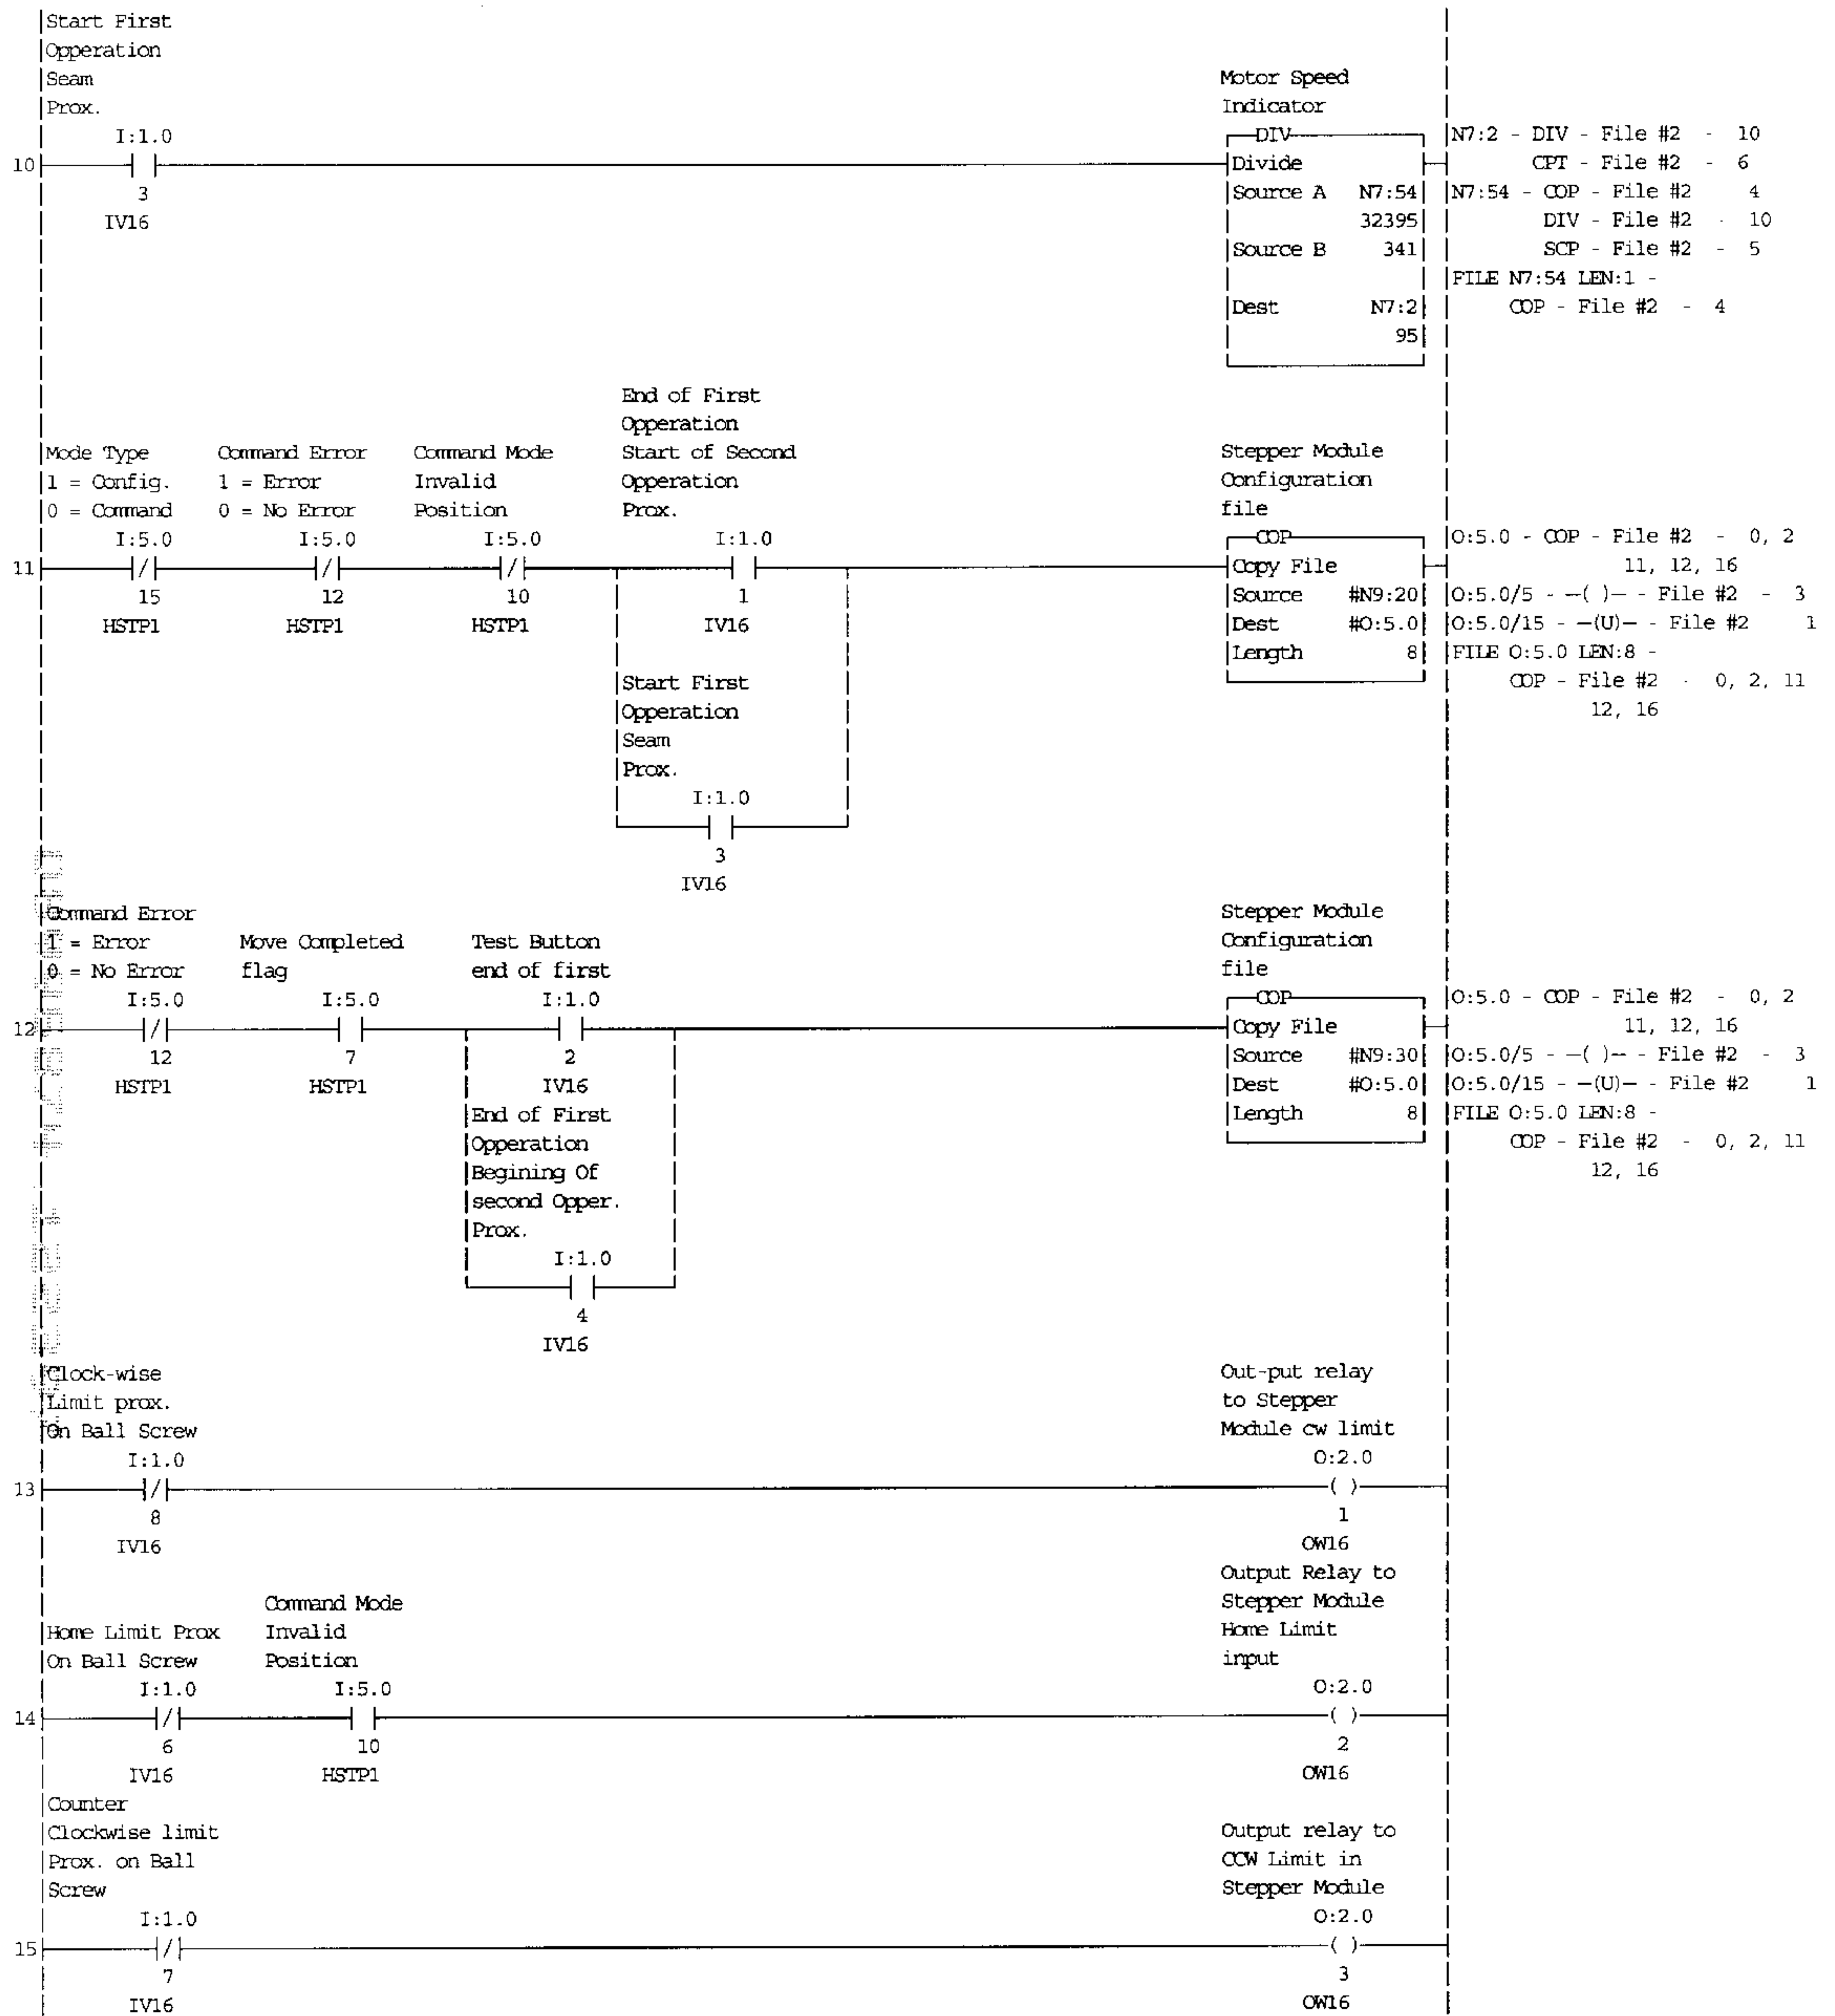 Start First
Opperation
Seam
Prox.
I:1.0
10
3
IV16
Motor Speed
Indicator
DIV
Divide
Source A N7:54
32395
Source B 341
Dest N7:2
95
N7:2 - DIV - File #2 - 10
CPT - File #2 - 6
N7:54 - COP - File #2 4
DIV - File #2 - 10
SCP - File #2 - 5
FILE N7:54 LEN:1 -
COP - File #2 - 4
Mode Type
1 = Config.
0 = Command
I:5.0
11
15
HSTP1
Command Error
1 = Error
0 = No Error
I:5.0
12
HSTP1
Command Mode
Invalid
Position
I:5.0
10
HSTP1
End of First
Opperation
Start of Second
Opperation
Prox.
I:1.0
1
IV16
Start First
Opperation
Seam
Prox.
I:1.0
3
IV16
Stepper Module
Configuration
file
COP
Copy File
Source #N9:20
Dest #O:5.0
Length 8
O:5.0 - COP - File #2 - 0, 2
11, 12, 16
O:5.0/5 - —( )— - File #2 - 3
O:5.0/15 - —(U)— - File #2 1
FILE O:5.0 LEN:8 -
COP - File #2 - 0, 2, 11
12, 16
Command Error
1 = Error
0 = No Error
I:5.0
12
12
HSTP1
Move Completed
flag
I:5.0
7
HSTP1
Test Button
end of first
I:1.0
2
IV16
End of First
Opperation
Begining Of
second Opper.
Prox.
I:1.0
4
IV16
Stepper Module
Configuration
file
COP
Copy File
Source #N9:30
Dest #O:5.0
Length 8
O:5.0 - COP - File #2 - 0, 2
11, 12, 16
O:5.0/5 - —( )— - File #2 - 3
O:5.0/15 - —(U)— - File #2 1
FILE O:5.0 LEN:8 -
COP - File #2 - 0, 2, 11
12, 16
Clock-wise
Limit prox.
On Ball Screw
I:1.0
13
8
IV16
Out-put relay
to Stepper
Module cw limit
O:2.0
( )
1
OW16
Home Limit Prox
On Ball Screw
I:1.0
14
6
IV16
Command Mode
Invalid
Position
I:5.0
10
HSTP1
Output Relay to
Stepper Module
Home Limit
input
O:2.0
( )
2
OW16
Counter
Clockwise limit
Prox. on Ball
Screw
I:1.0
15
7
IV16
Output relay to
CCW Limit in
Stepper Module
O:2.0
( )
3
OW16